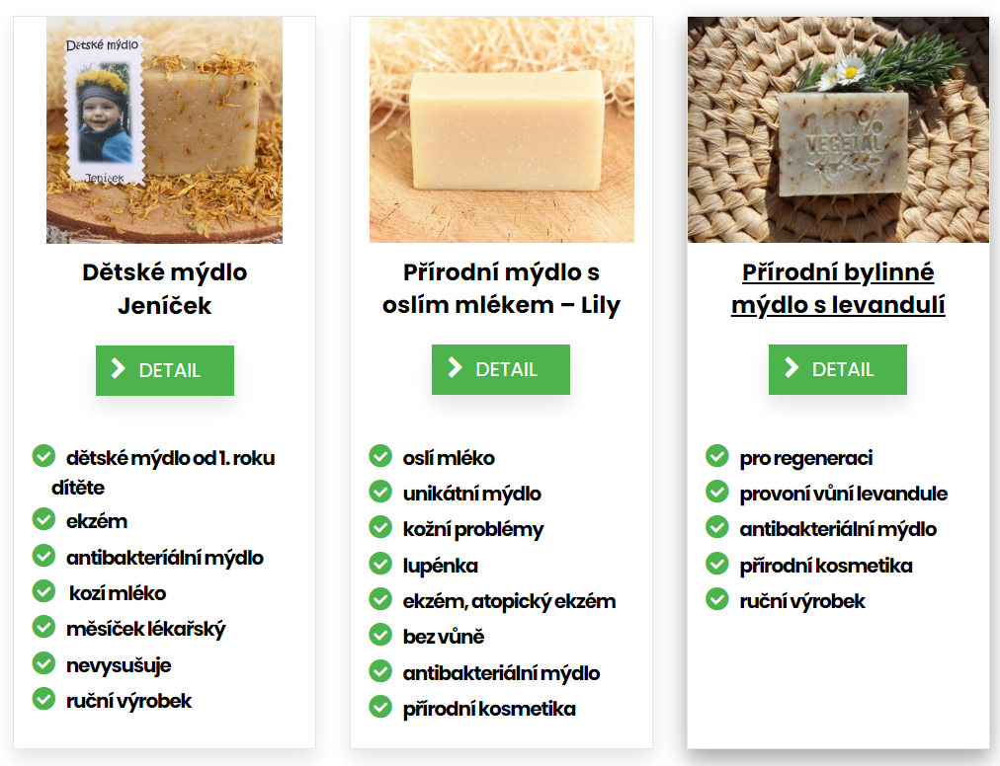 Dětské mýdlo
Jeníček
Dětské mýdlo
Jeníček
DETAIL
dětské mýdlo od 1. roku
dítěte
ekzém
antibakteríální mýdlo
kozí mléko
měsíček lékařský
nevysušuje
ruční výrobek
Přírodní mýdlo s
oslím mlékem – Lily
DETAIL
oslí mléko
unikátní mýdlo
kožní problémy
lupénka
ekzém, atopický ekzém
bez vůně
antibakteriální mýdlo
přírodní kosmetika
100%
VEGETAL
Přírodní bylinné
mýdlo s levandulí
DETAIL
pro regeneraci
provoní vůní levandule
antibakteriální mýdlo
přírodní kosmetika
ruční výrobek